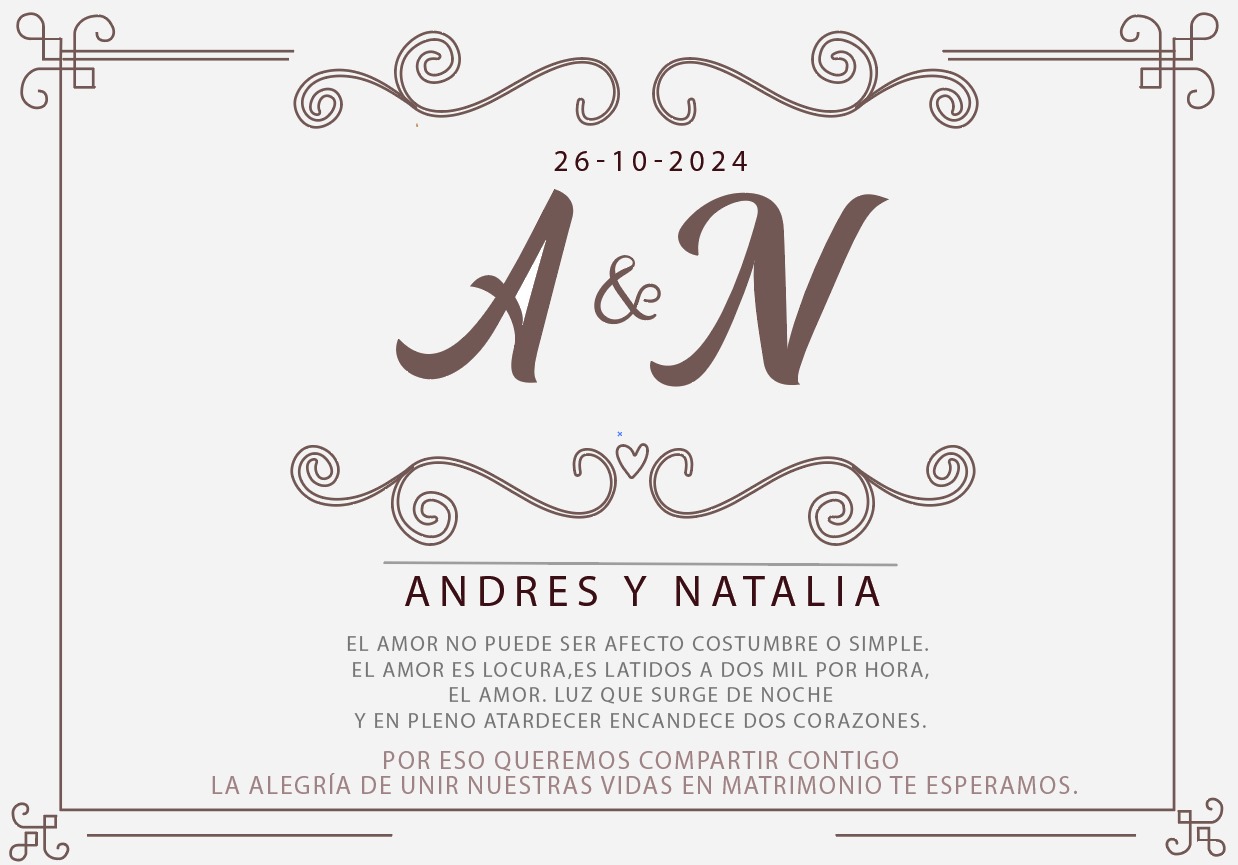 26-10-2024
A & N
ANDRES Y NATALIA
EL AMOR NO PUEDE SER AFECTO COSTUMBRE O SIMPLE.
EL AMOR ES LOCURA,ES LATIDOS A DOS MIL POR HORA,
EL AMOR. LUZ QUE SURGE DE NOCHE
Y EN PLENO ATARDECER ENCANDECE DOS CORAZONES.
POR ESO QUEREMOS COMPARTIR CONTIGO
LA ALEGRÍA DE UNIR NUESTRAS VIDAS EN MATRIMONIO TE ESPERAMOS.